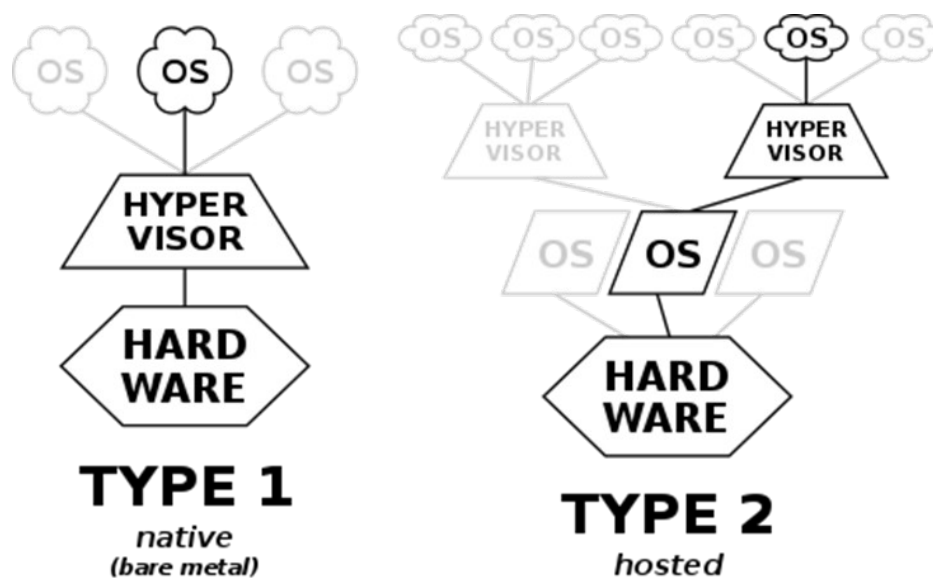 OS OS OS
HYPER
VISOR
HARD
WARE
TYPE 1
native
(bare metal)
OS OS OS OS OS OS
HYPER HYPER
VISOR VISOR
OS OS OS
HARD
WARE
TYPE 2
hosted